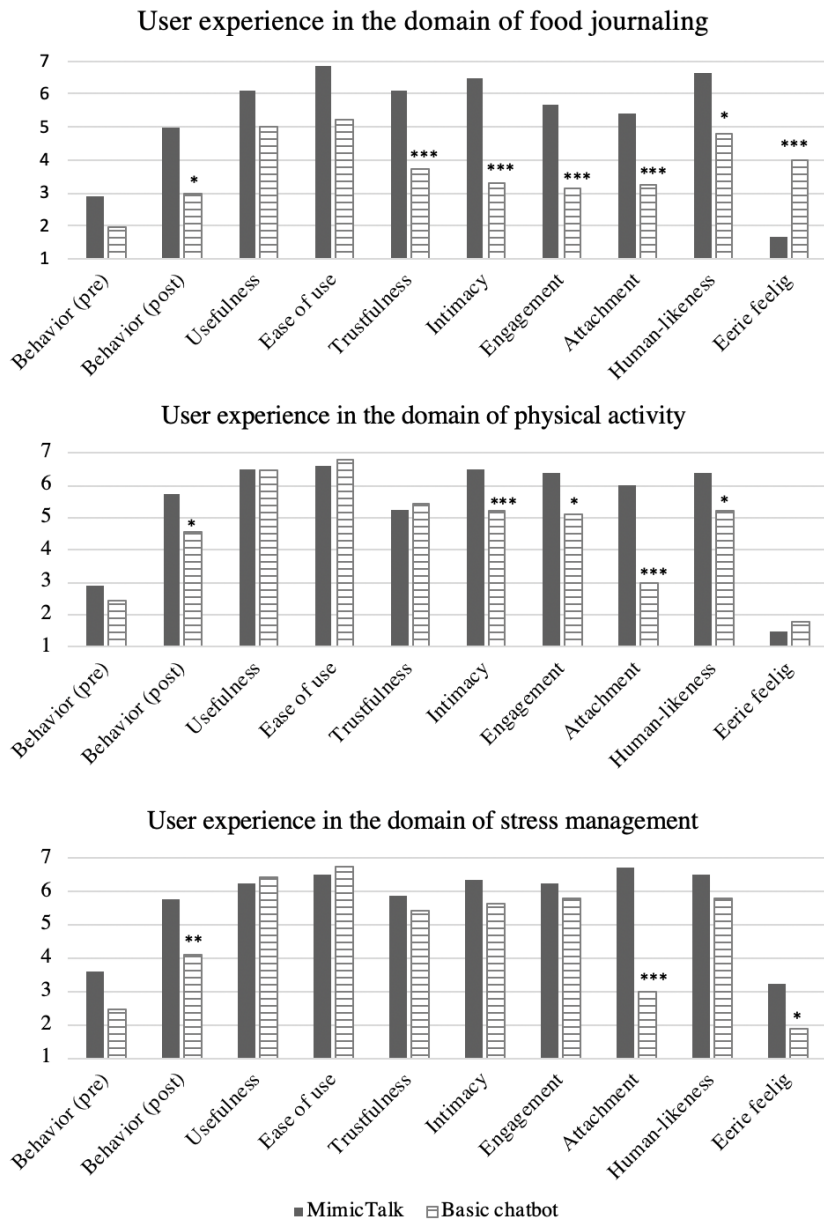 User experience in the domain of food journaling
7
6
5
4
3
2
1
*
***
***
***
***
*
***
Behavior (pre)
Behavior (post)
Usefulness
Ease of use
Trustfulness
Intimacy
Engagement
Attachment
Human-likeness
Eerie feelig
User experience in the domain of physical activity
7
6
5
4
3
2
1
*
***
*
***
*
Behavior (pre)
Behavior (post)
Usefulness
Ease of use
Trustfulness
Intimacy
Engagement
Attachment
Human-likeness
Eerie feelig
User experience in the domain of stress management
7
6
5
4
3
2
1
**
***
*
Behavior (pre)
Behavior (post)
Usefulness
Ease of use
Trustfulness
Intimacy
Engagement
Attachment
Human-likeness
Eerie feelig
MimicTalk Basic chatbot